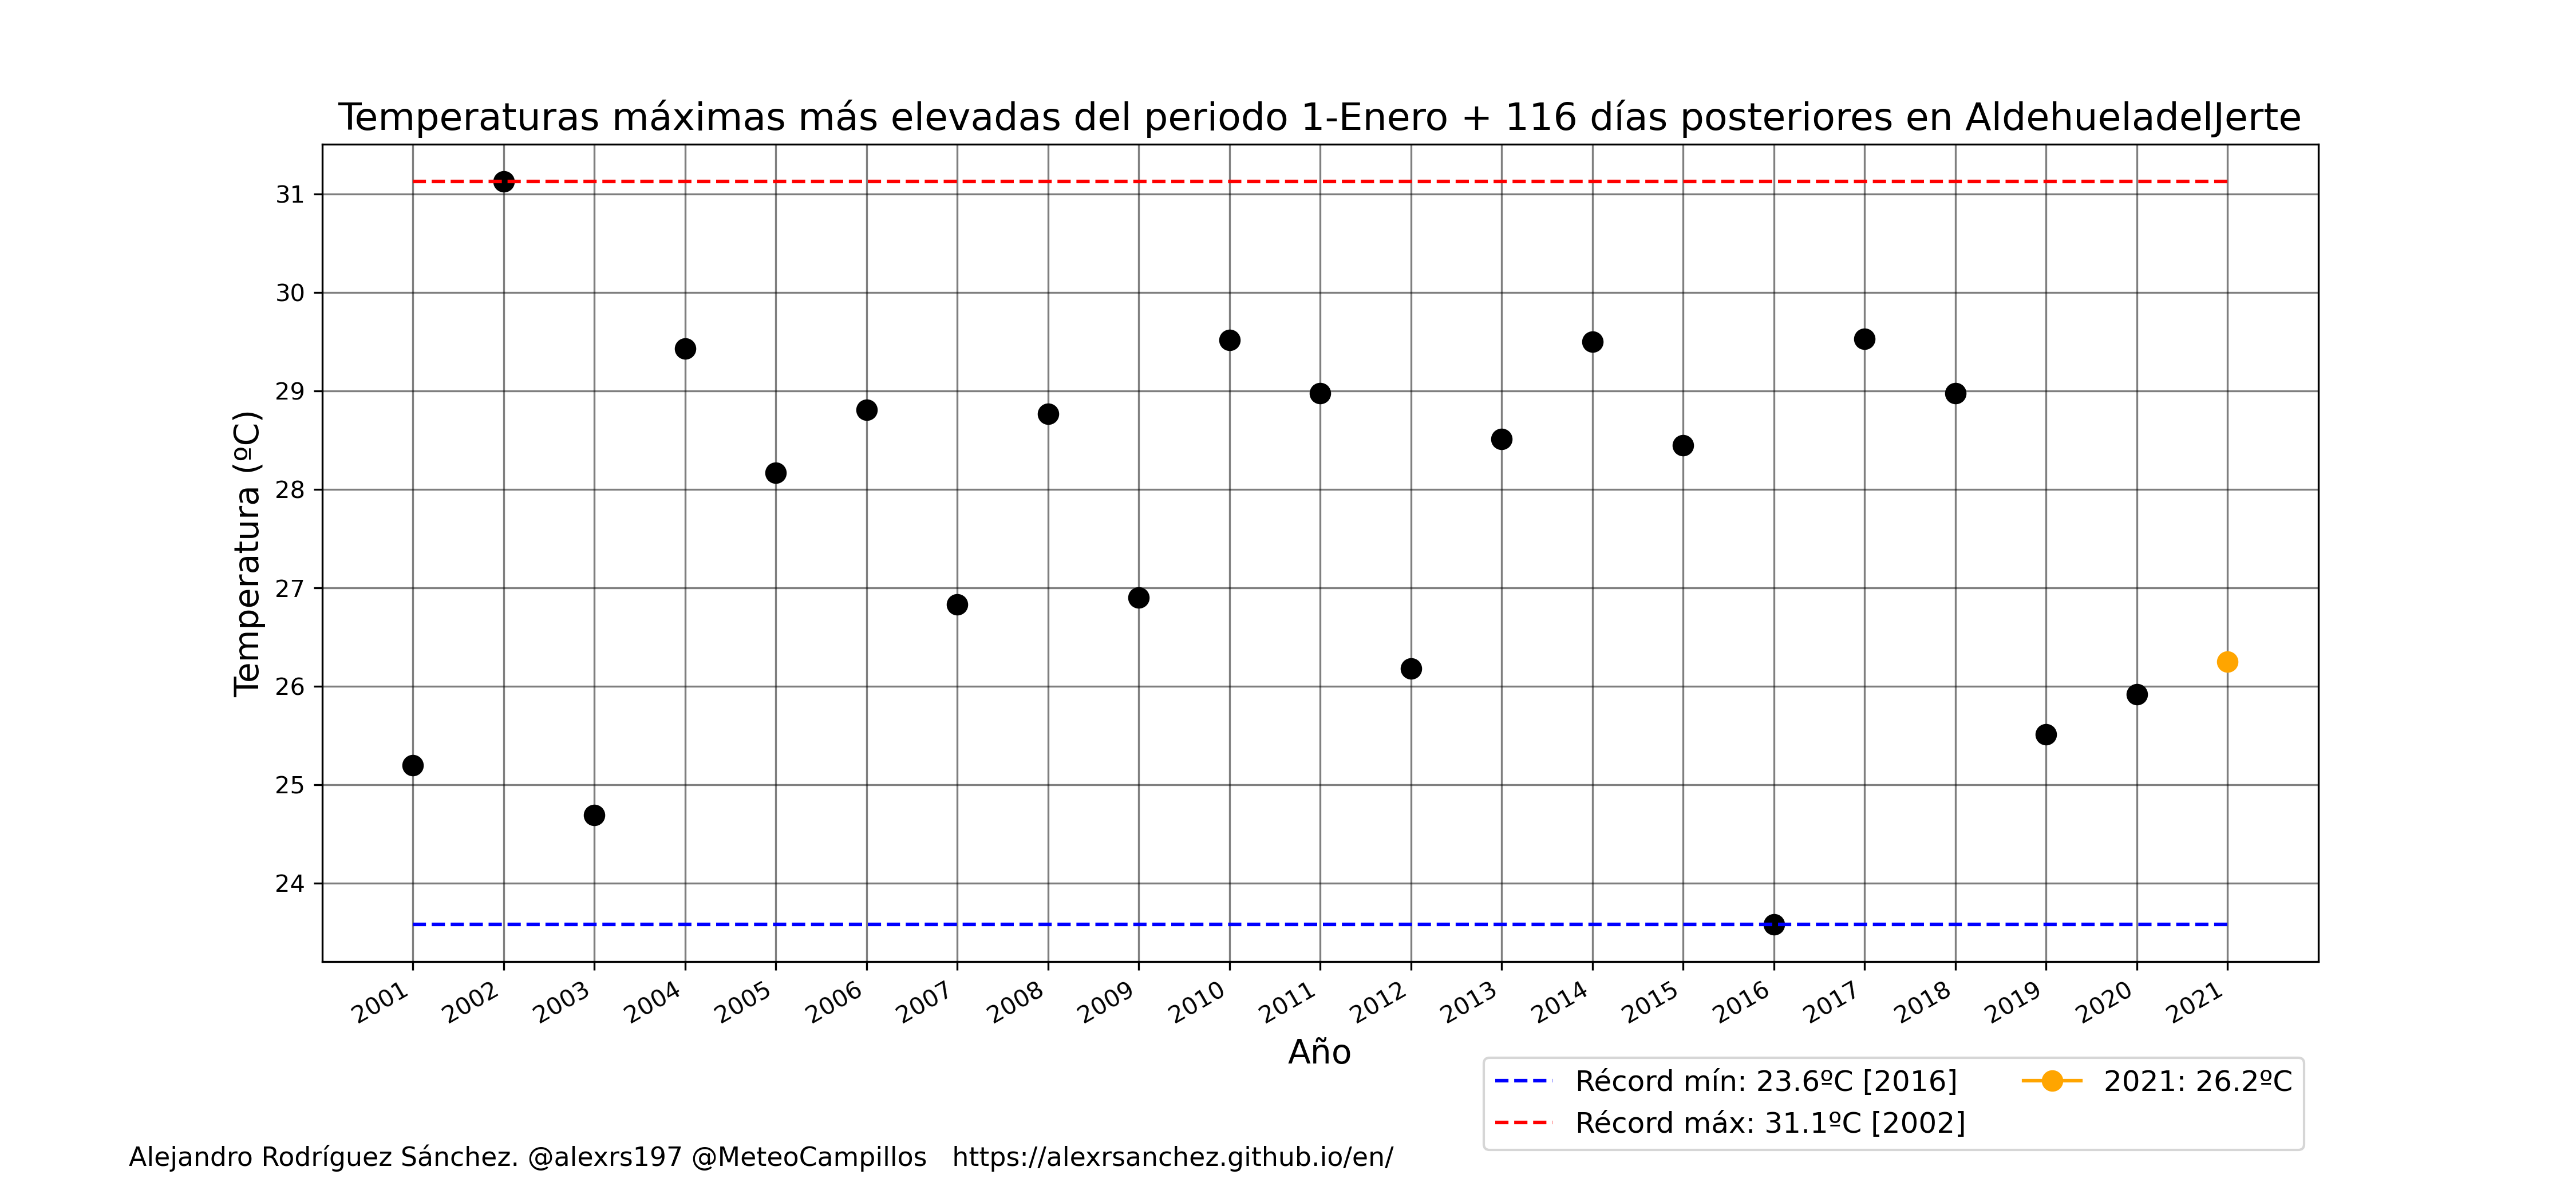 Temperaturas máximas más elevadas del periodo 1-Enero + 116 días posteriores en AldehueladelJerte
Temperatura (ºC)
31
30
29
28
27
26
25
24
2001 2002 2003 2004 2005 2006 2007 2008 2009 2010 2011 2012 2013 2014 2015 2016 2017 2018 2019 2020 2021
Año
Récord mín: 23.6ºC [2016]
Récord máx: 31.1ºC [2002]
2021: 26.2ºC
Alejandro Rodríguez Sánchez. @alexrs197 @MeteoCampillos https://alexrsanchez.github.io/en/